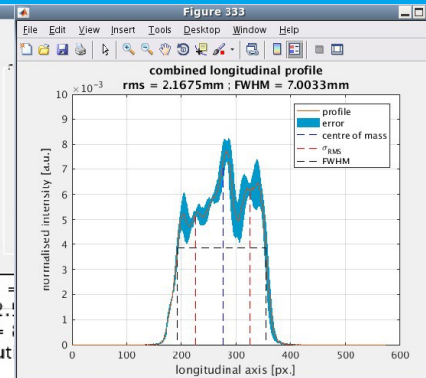 Figure 333
File Edit View Insert Tools Desktop Window Help
combined longitudinal profile
rms = 2.1675mm ; FWHM = 7.0033mm
×10⁻³
10
9
8
7
6
5
4
3
2
1
0
normalised intensity [a.u.]
profile
error
centre of mass
σRMS
FWHM
0 100 200 300 400 500 600
longitudinal axis [px.]